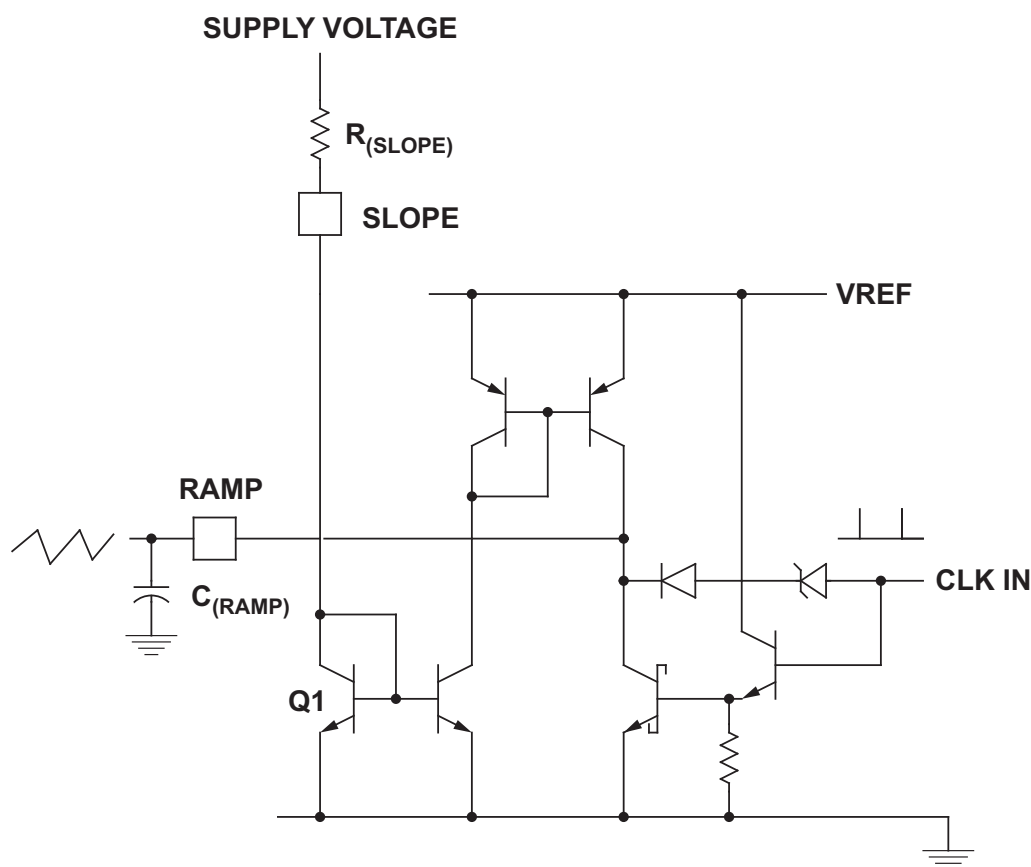 SUPPLY VOLTAGE
R(SLOPE)
SLOPE
VREF
RAMP
CLK IN
C(RAMP)
Q1